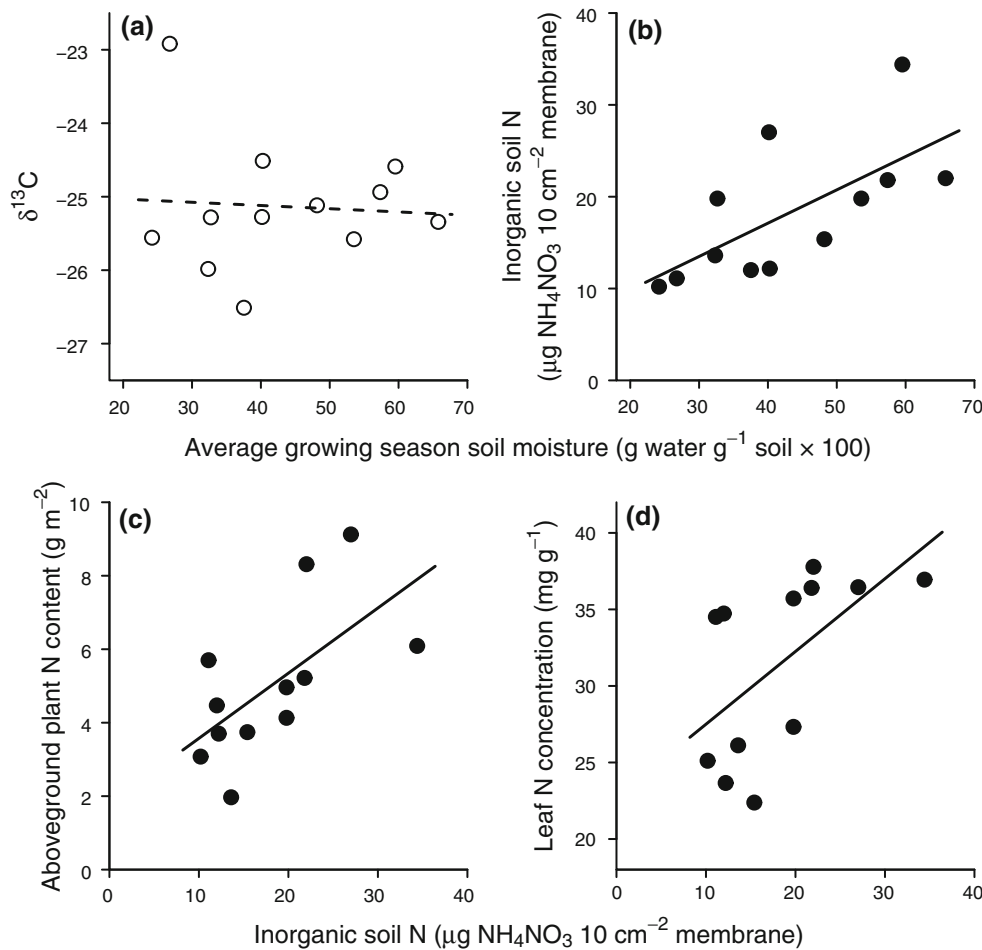 (a)
δ¹³C
−23
−24
−25
−26
−27
20 30 40 50 60 70
(b)
Inorganic soil N
(μg NH₄NO₃ 10 cm⁻² membrane)
40
30
20
10
0
20 30 40 50 60 70
Average growing season soil moisture (g water g⁻¹ soil × 100)
(c)
Aboveground plant N content (g m⁻²)
10
8
6
4
2
0
0 10 20 30 40
(d)
Leaf N concentration (mg g⁻¹)
40
35
30
25
20
18
0 10 20 30 40
Inorganic soil N (μg NH₄NO₃ 10 cm⁻² membrane)